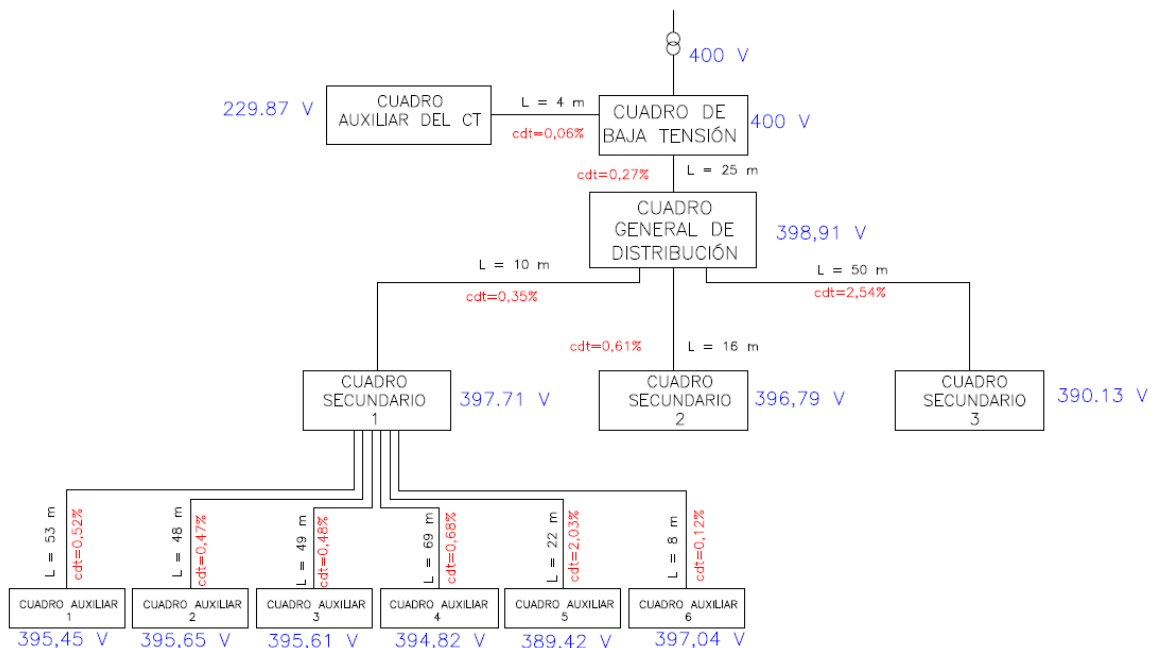 400 V
229.87 V
CUADRO
AUXILIAR DEL CT
L = 4 m
cdt=0,06%
CUADRO DE
BAJA TENSIÓN
400 V
cdt=0,27%
L = 25 m
CUADRO
GENERAL DE
DISTRIBUCIÓN
398,91 V
L = 10 m
cdt=0,35%
L = 50 m
cdt=2,54%
cdt=0,61%
L = 16 m
CUADRO
SECUNDARIO
1
397.71 V
CUADRO
SECUNDARIO
2
396,79 V
CUADRO
SECUNDARIO
3
390.13 V
L = 53 m
cdt=0,52%
L = 48 m
cdt=0,47%
L = 49 m
cdt=0,48%
L = 69 m
cdt=0,68%
L = 22 m
cdt=2,03%
L = 8 m
cdt=0,12%
CUADRO AUXILIAR
1
CUADRO AUXILIAR
2
CUADRO AUXILIAR
3
CUADRO AUXILIAR
4
CUADRO AUXILIAR
5
CUADRO AUXILIAR
6
395,45 V
395,65 V
395,61 V
394,82 V
389.42 V
397,04 V